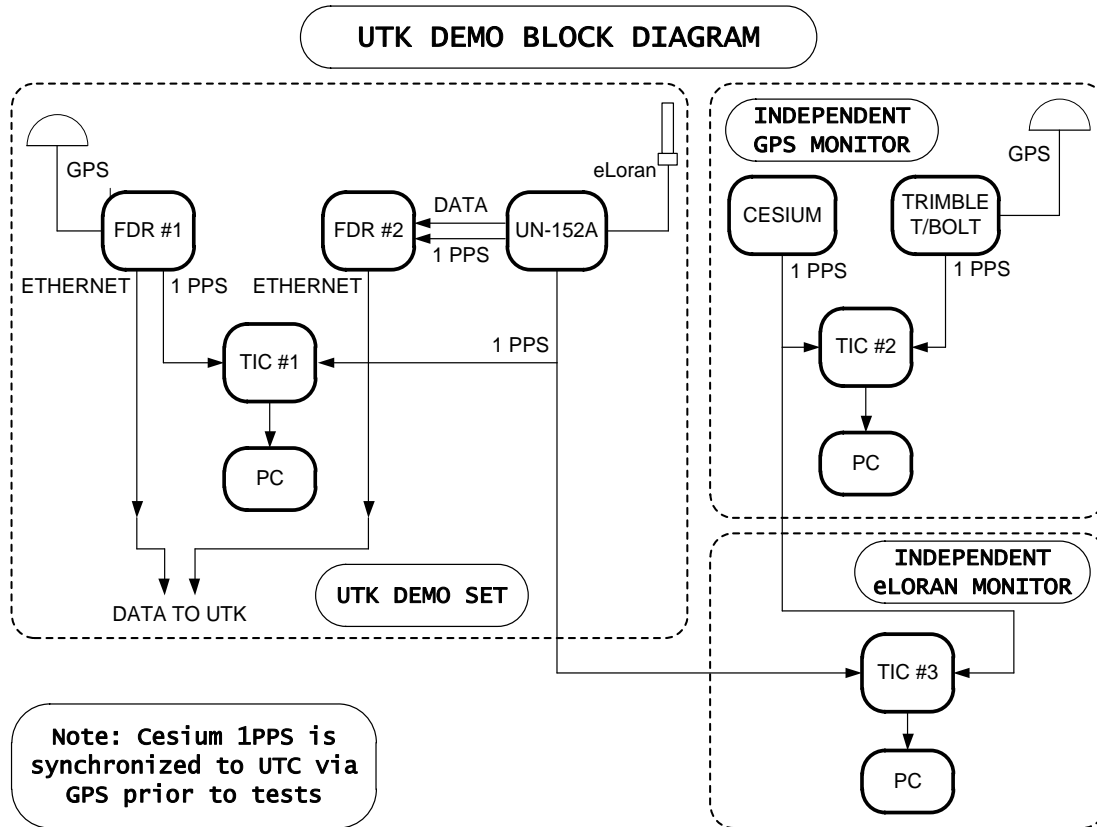 UTK DEMO BLOCK DIAGRAM
GPS
FDR #1
ETHERNET
1 PPS
FDR #2
ETHERNET
DATA
1 PPS
UN-152A
eLoran
TIC #1
1 PPS
PC
DATA TO UTK
UTK DEMO SET
INDEPENDENT
GPS MONITOR
GPS
CESIUM
TRIMBLE
T/BOLT
1 PPS
1 PPS
TIC #2
PC
INDEPENDENT
eLORAN MONITOR
TIC #3
PC
Note: Cesium 1PPS is
synchronized to UTC via
GPS prior to tests